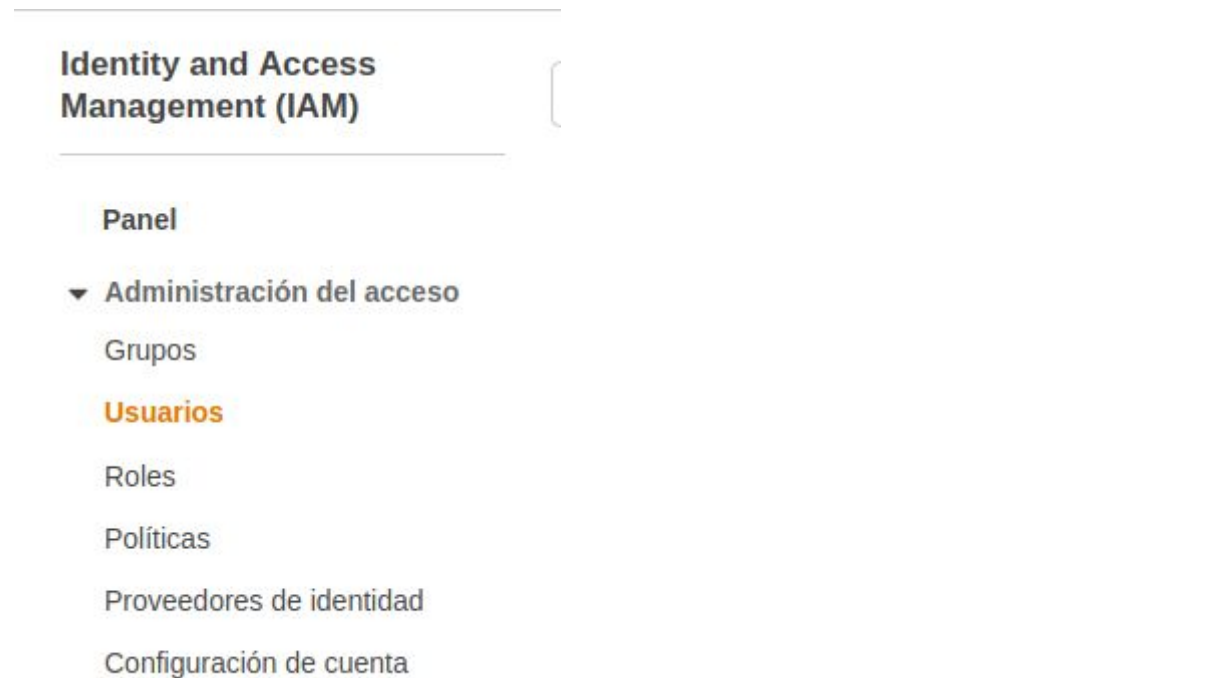 Identity and Access
Management (IAM)
Panel
Administración del acceso
Grupos
Usuarios
Roles
Políticas
Proveedores de identidad
Configuración de cuenta